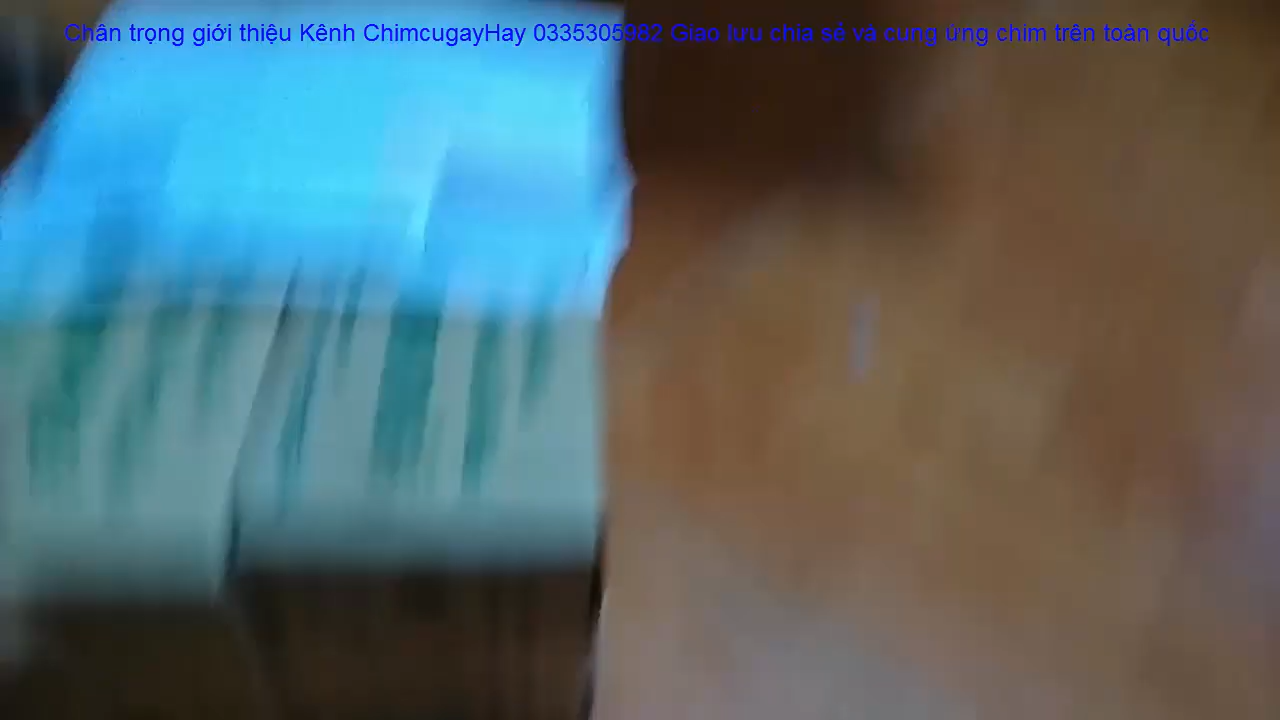 Chân trọng giới thiệu Kênh ChimcugayHay 0335305982 Giao lưu chia sẻ và cung ứng chim trên toàn quốc